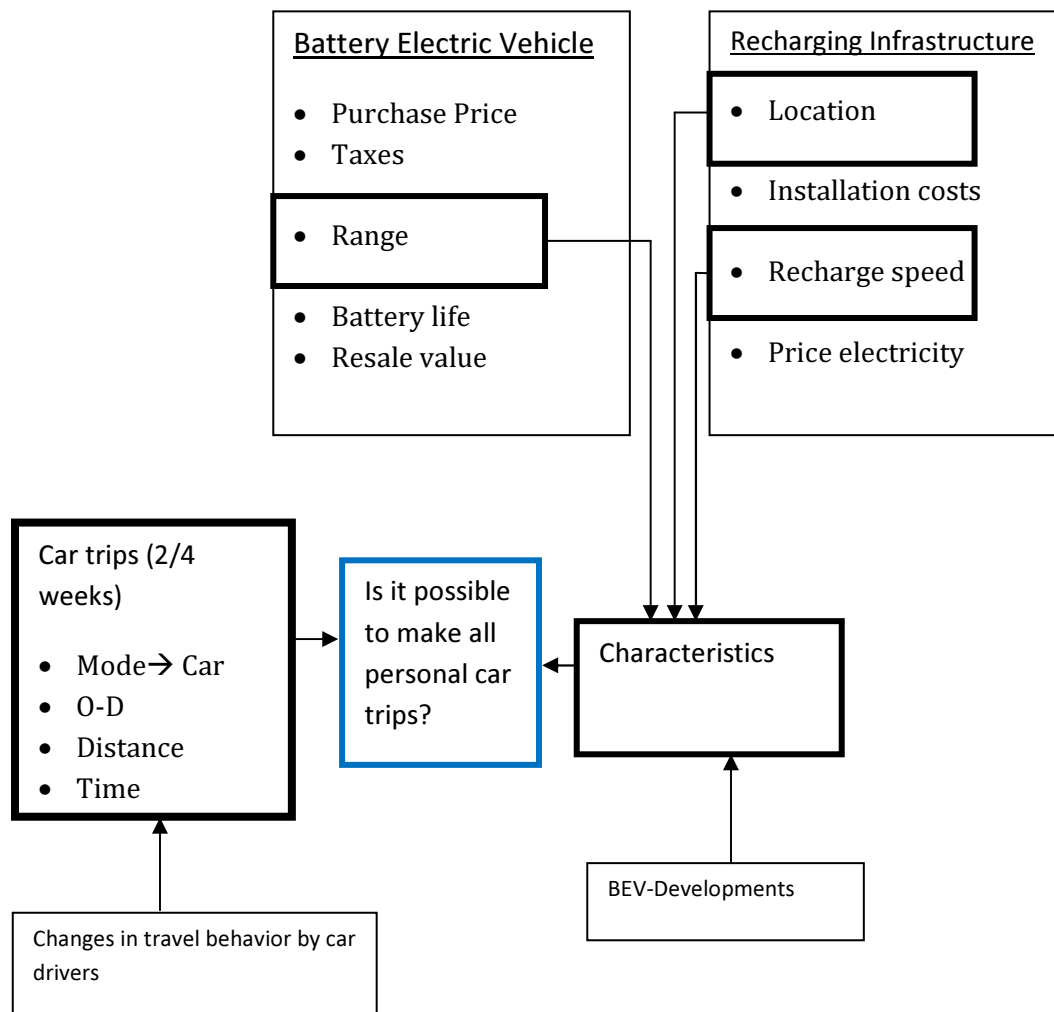 Battery Electric Vehicle
• Purchase Price
• Taxes
• Range
• Battery life
• Resale value
Recharging Infrastructure
• Location
• Installation costs
• Recharge speed
• Price electricity
Car trips (2/4
weeks)
• Mode→ Car
• O-D
• Distance
• Time
Is it possible
to make all
personal car
trips?
Characteristics
BEV-Developments
Changes in travel behavior by car
drivers